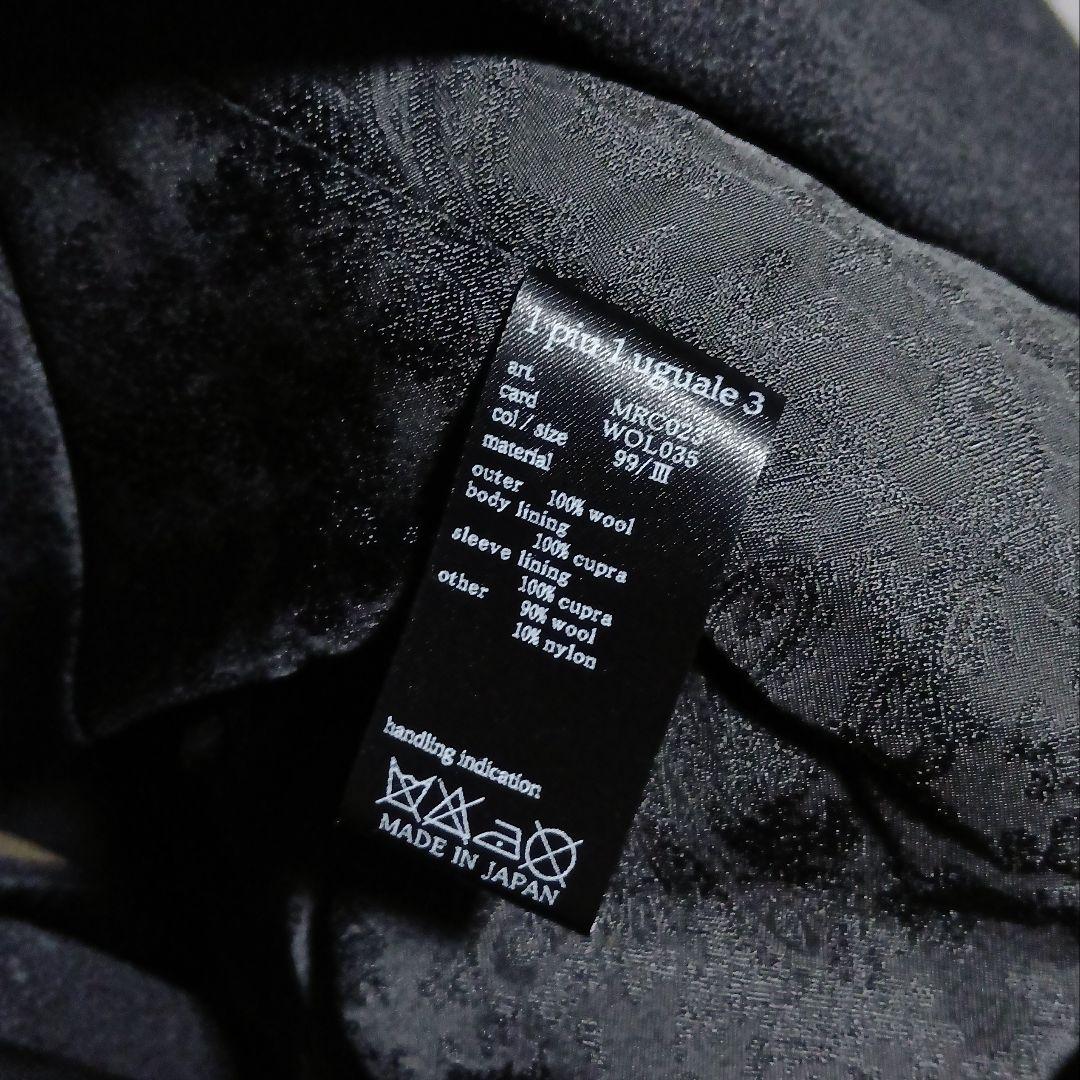 1 piu 1 uguale 3
art. MRC025
card WOL035
col / size 99/Ⅲ
material
outer 100% wool
body lining
100% cupra
sleeve lining
100% cupra
other 90% wool
10% nylon
handling indication
MADE IN JAPAN